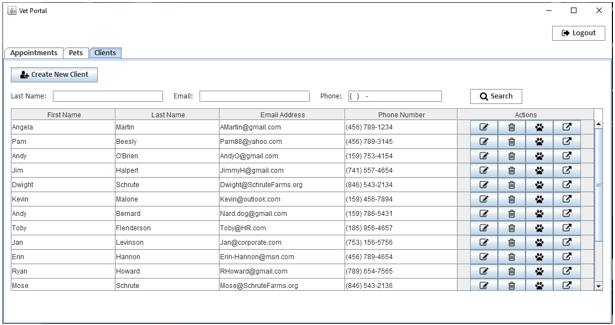 Vet Portal
Logout
Appointments Pets Clients
Create New Client
Last Name: Email: Phone: ( ) - Search
First Name Last Name Email Address Phone Number Actions
Angela Martin AMartin@gmail.com (456) 789-1234
Pam Beesly Pam88@yahoo.com (456) 789-3145
Andy O'Brien AndyO@gmail.com (159) 753-4154
Jim Halpert JimmyH@gmail.com (741) 657-4654
Dwight Schrute Dwight@SchruteFarms.org (846) 543-2134
Kevin Malone Kevin@outlook.com (159) 456-7894
Andy Bernard Nard.dog@gmail.com (159) 786-5431
Toby Flenderson Toby@HR.com (185) 956-4657
Jan Levinson Jan@corporate.com (753) 156-5756
Erin Hannon Erin-Hannon@msn.com (456) 789-4654
Ryan Howard RHoward@gmail.com (789) 654-7565
Mose Schrute Mose@SchruteFarms.org (846) 543-2136